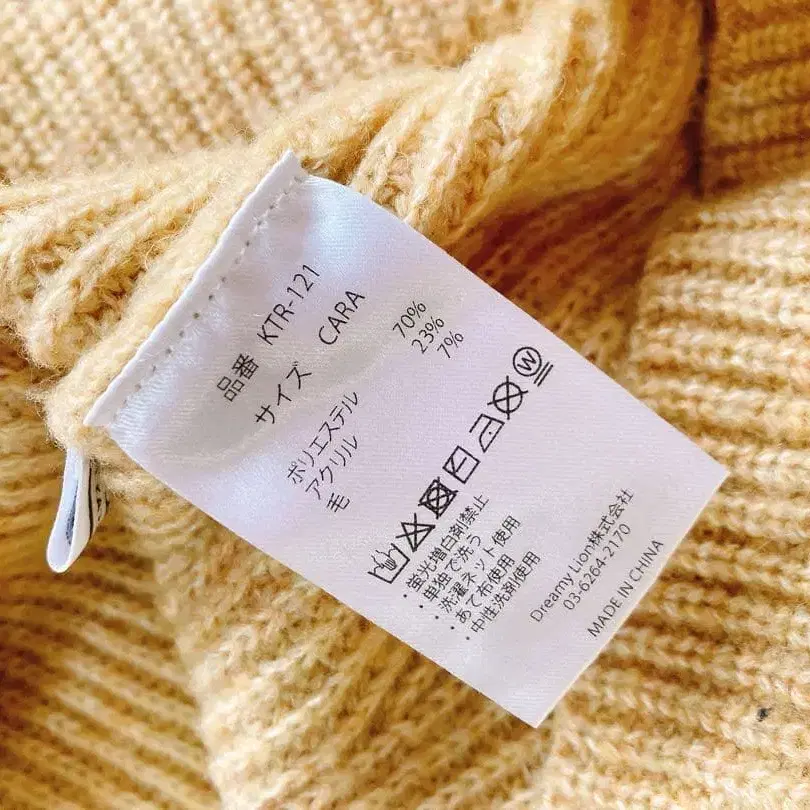 品番 KTR-121
サイズ CARA
ポリエステル 70%
アクリル 23%
毛 7%
W
・蛍光増白剤禁止
・単独で洗う
・洗濯ネット使用
・あて布使用
・中性洗剤使用
Dreamy Lion株式会社
03-6264-2170
MADE IN CHINA